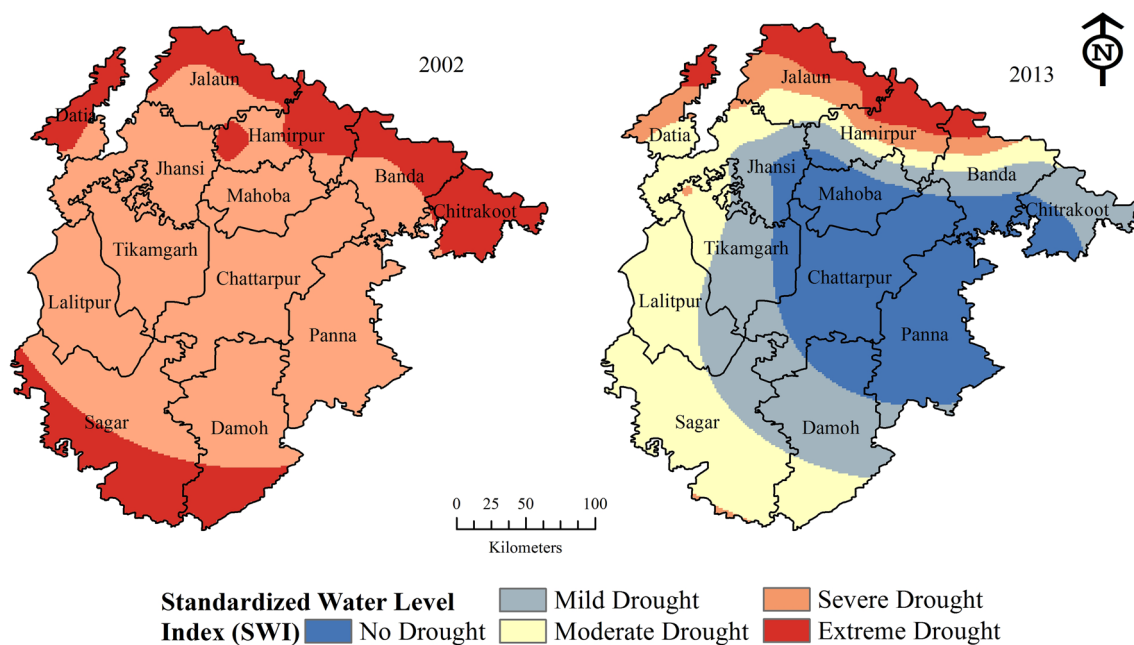 2002
Jalaun
Datia
Hamirpur
Jhansi
Banda
Mahoba
Chitrakoot
Tikamgarh
Chattarpur
Lalitpur
Panna
Sagar
Damoh
N
2013
Jalaun
Datia
Hamirpur
Jhansi
Banda
Mahoba
Chitrakoot
Tikamgarh
Chattarpur
Lalitpur
Panna
Sagar
Damoh
0 25 50 100
Kilometers
Standardized Water Level
Index (SWI)
No Drought
Mild Drought
Moderate Drought
Severe Drought
Extreme Drought